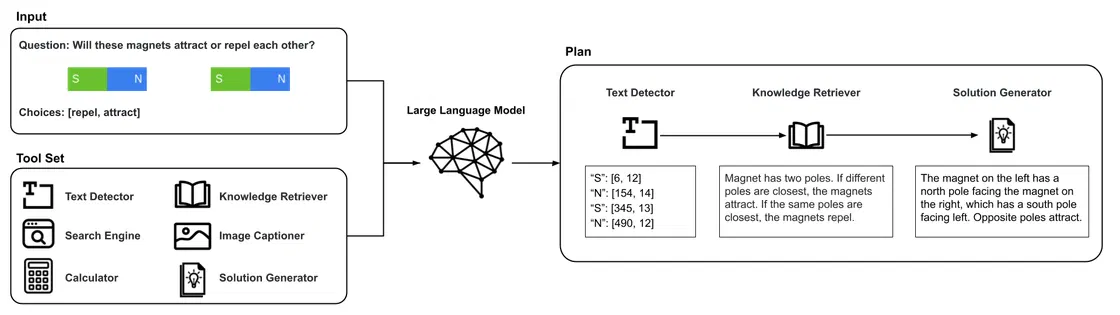 Input
Question: Will these magnets attract or repel each other?
S N S N
Choices: [repel, attract]
Tool Set
T Text Detector
Knowledge Retriever
Search Engine
Image Captioner
Calculator
Solution Generator
Large Language Model
Plan
Text Detector
T
“S”: [6, 12]
“N”: [154, 14]
“S”: [345, 13]
“N”: [490, 12]
Knowledge Retriever
Magnet has two poles. If different
poles are closest, the magnets
attract. If the same poles are
closest, the magnets repel.
Solution Generator
The magnet on the left has a
north pole facing the magnet on
the right, which has a south pole
facing left. Opposite poles attract.